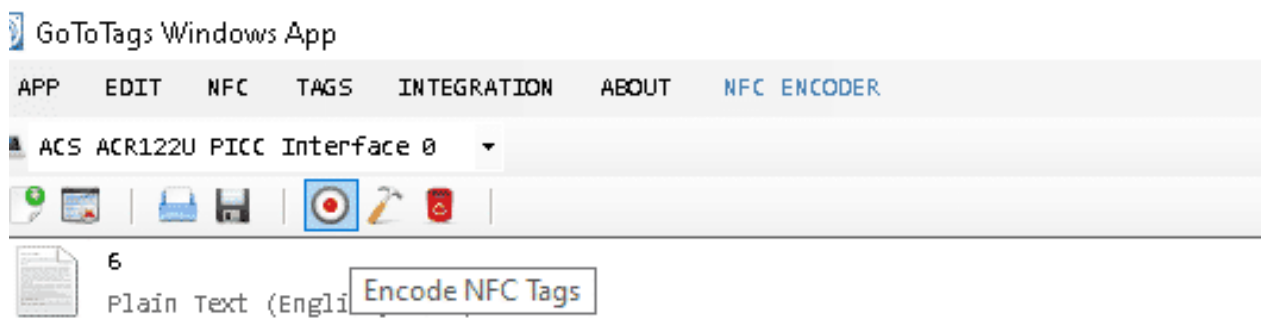 GoToTags Windows App
APP EDIT NFC TAGS INTEGRATION ABOUT NFC ENCODER
ACS ACR122U PICC Interface 0
6
Plain Text (Engli
Encode NFC Tags